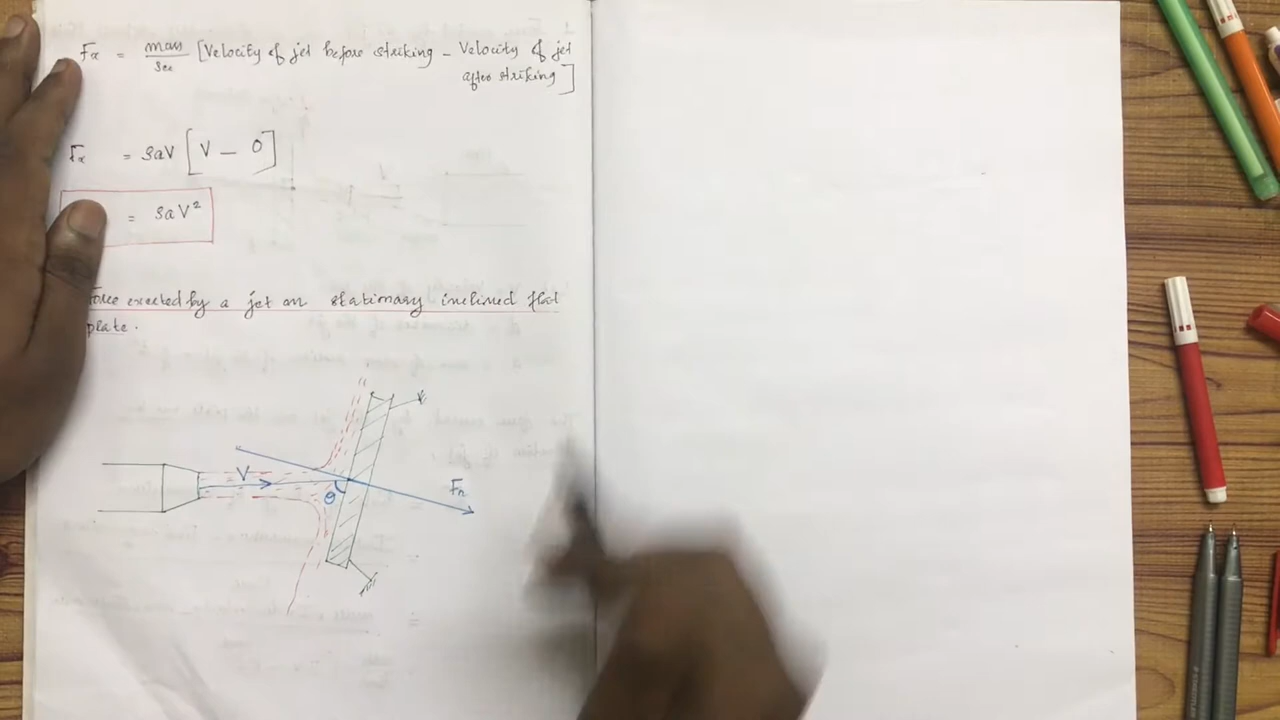 Fx = mass/sec [Velocity of jet before striking - Velocity of jet
after striking]
Fx = ρaV [V - 0]
= ρaV²
Force exerted by a jet on stationary inclined flat
plate.
V
θ
Fn